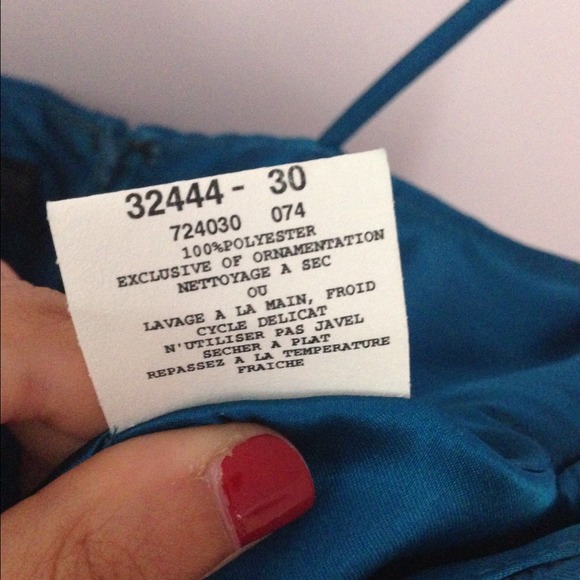 32444 - 30
724030 074
100%POLYESTER
EXCLUSIVE OF ORNAMENTATION
NETTOYAGE A SEC
OU
LAVAGE A LA MAIN, FROID
CYCLE DELICAT
N'UTILISER PAS JAVEL
SECHER A PLAT
REPASSEZ A LA TEMPERATURE
FRAICHE